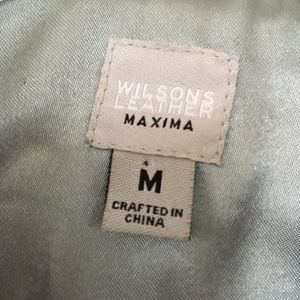 WILSONS
LEATHER
MAXIMA
M
CRAFTED IN
CHINA